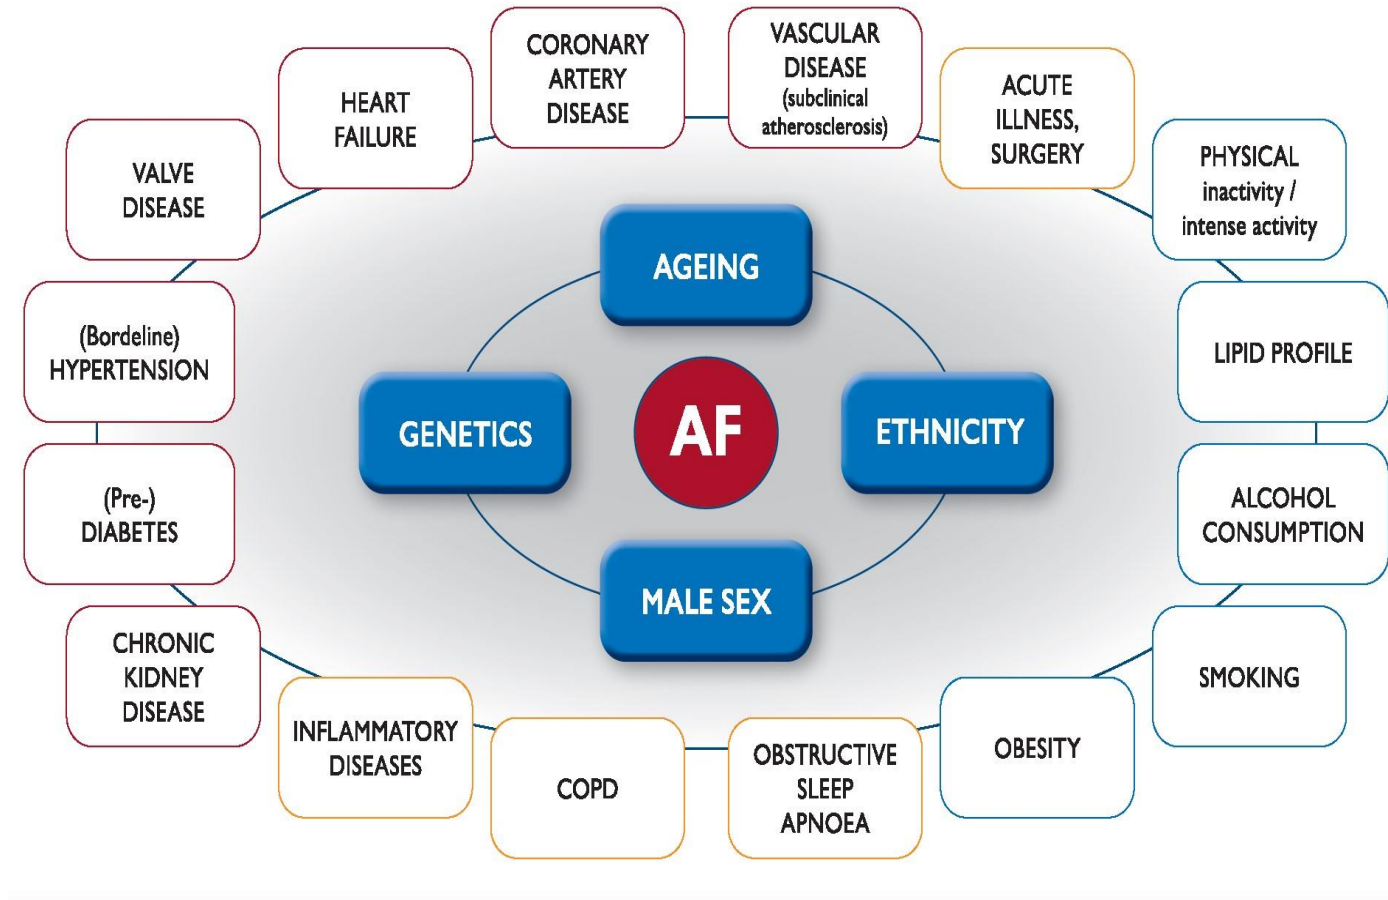 CORONARY
ARTERY
DISEASE
VASCULAR
DISEASE
(subclinical
atherosclerosis)
HEART
FAILURE
ACUTE
ILLNESS,
SURGERY
VALVE
DISEASE
PHYSICAL
inactivity /
intense activity
AGEING
(Bordeline)
HYPERTENSION
LIPID PROFILE
GENETICS
AF
ETHNICITY
(Pre-)
DIABETES
ALCOHOL
CONSUMPTION
MALE SEX
CHRONIC
KIDNEY
DISEASE
SMOKING
INFLAMMATORY
DISEASES
COPD
OBSTRUCTIVE
SLEEP
APNOEA
OBESITY